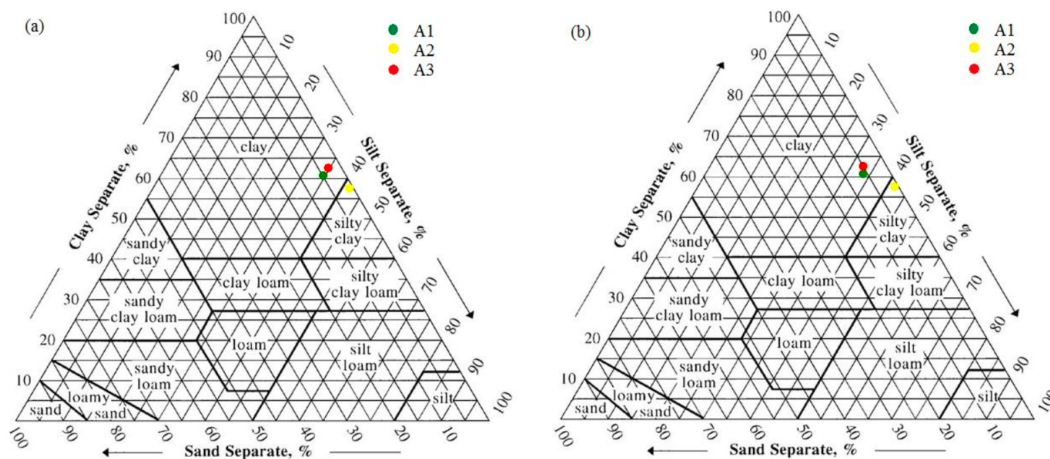 (a)
A1
A2
A3
100
90
80
70
60
50
40
30
20
10
10
20
30
40
50
60
70
80
90
100
100
90
80
70
60
50
40
30
20
10
Clay Separate, %
Silt Separate, %
Sand Separate, %
clay
silty
clay
sandy
clay
clay loam
silty
clay loam
sandy
clay loam
loam
silt
loam
sandy
loam
loamy
sand
sand
silt
(b)
A1
A2
A3
100
90
80
70
60
50
40
30
20
10
10
20
30
40
50
60
70
80
90
100
100
90
80
70
60
50
40
30
20
10
Clay Separate, %
Silt Separate, %
Sand Separate, %
clay
silty
clay
sandy
clay
clay loam
silty
clay loam
sandy
clay loam
loam
silt
loam
sandy
loam
loamy
sand
sand
silt